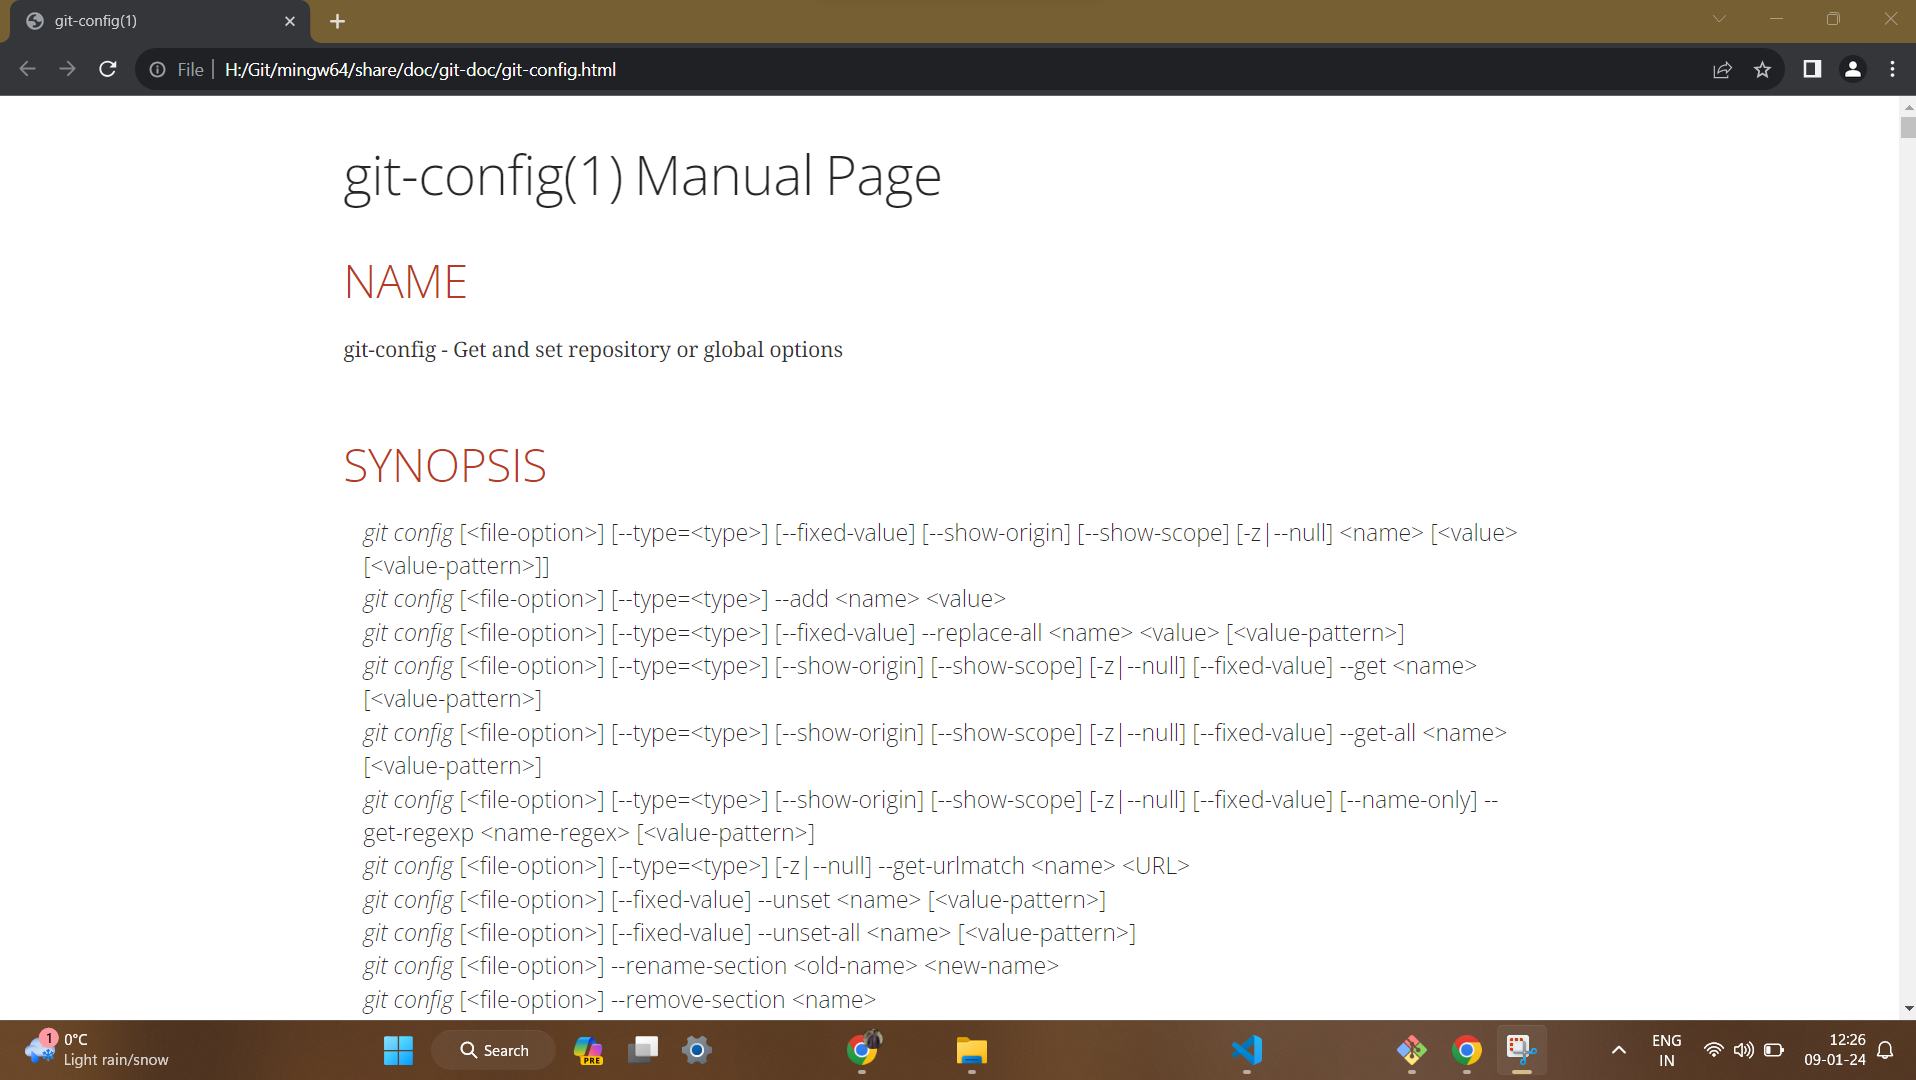 git-config(1)
File
H:/Git/mingw64/share/doc/git-doc/git-config.html
git-config(1) Manual Page
NAME
git-config - Get and set repository or global options
SYNOPSIS
git config [<file-option>] [--type=<type>] [--fixed-value] [--show-origin] [--show-scope] [-z|--null] <name> [<value>
[<value-pattern>]]
git config [<file-option>] [--type=<type>] --add <name> <value>
git config [<file-option>] [--type=<type>] [--fixed-value] --replace-all <name> <value> [<value-pattern>]
git config [<file-option>] [--type=<type>] [--show-origin] [--show-scope] [-z|--null] [--fixed-value] --get <name>
[<value-pattern>]
git config [<file-option>] [--type=<type>] [--show-origin] [--show-scope] [-z|--null] [--fixed-value] --get-all <name>
[<value-pattern>]
git config [<file-option>] [--type=<type>] [--show-origin] [--show-scope] [-z|--null] [--fixed-value] [--name-only] --
get-regexp <name-regex> [<value-pattern>]
git config [<file-option>] [--type=<type>] [-z|--null] --get-urlmatch <name> <URL>
git config [<file-option>] [--fixed-value] --unset <name> [<value-pattern>]
git config [<file-option>] [--fixed-value] --unset-all <name> [<value-pattern>]
git config [<file-option>] --rename-section <old-name> <new-name>
git config [<file-option>] --remove-section <name>
1
0°C
Light rain/snow
Search
PRE
ENG
IN
12:26
09-01-24